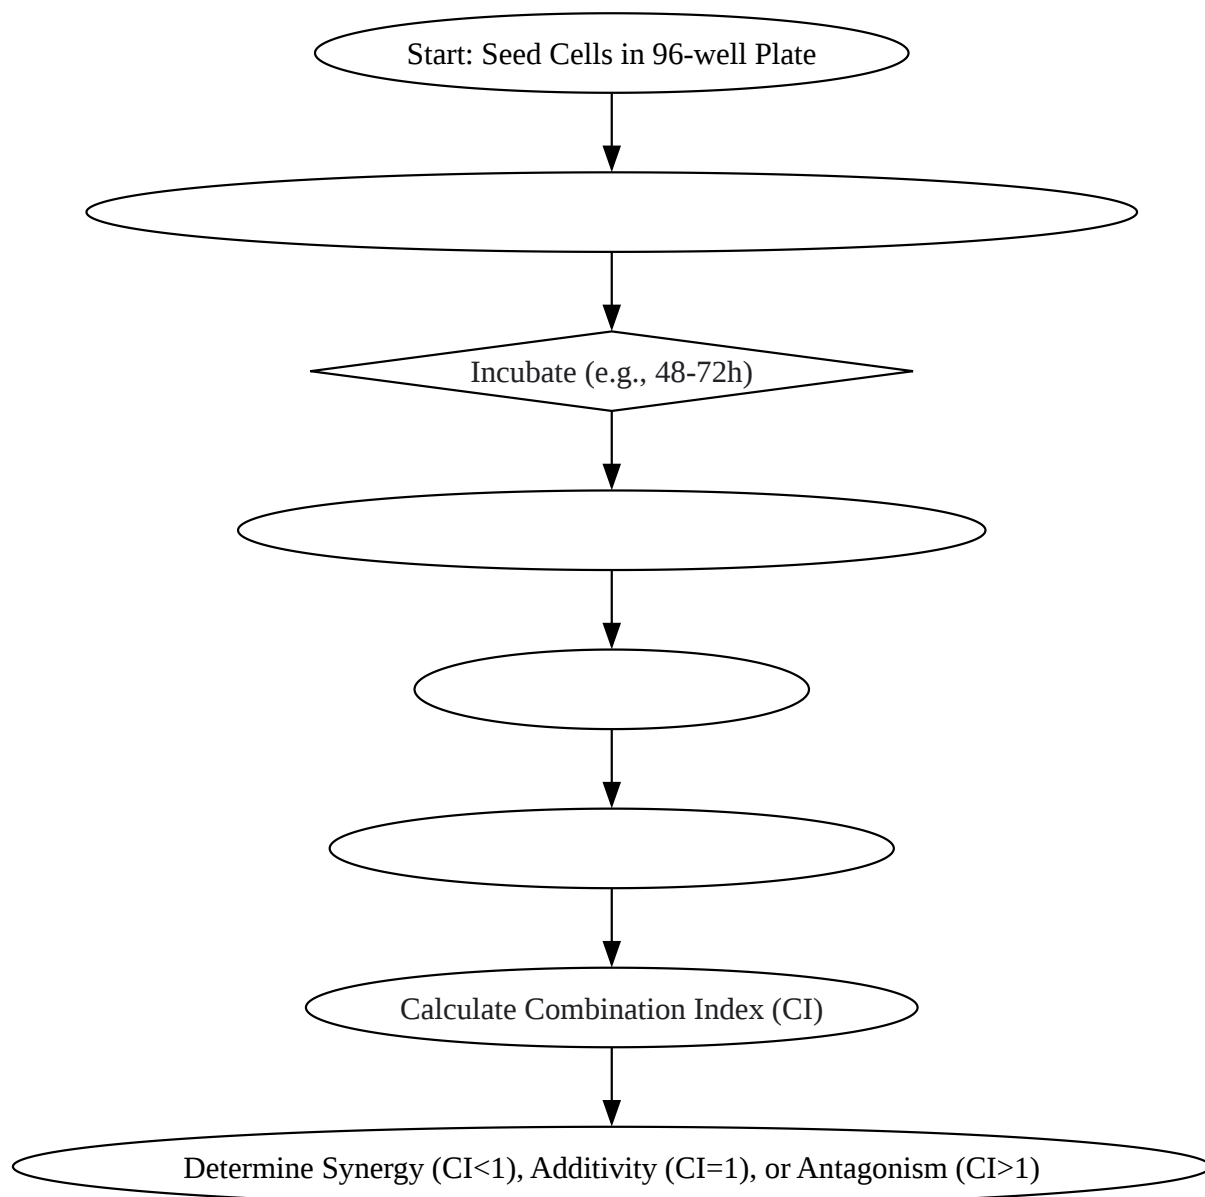 Start: Seed Cells in 96-well Plate
Incubate (e.g., 48-72h)
Calculate Combination Index (CI)
Determine Synergy (CI<1), Additivity (CI=1), or Antagonism (CI>1)